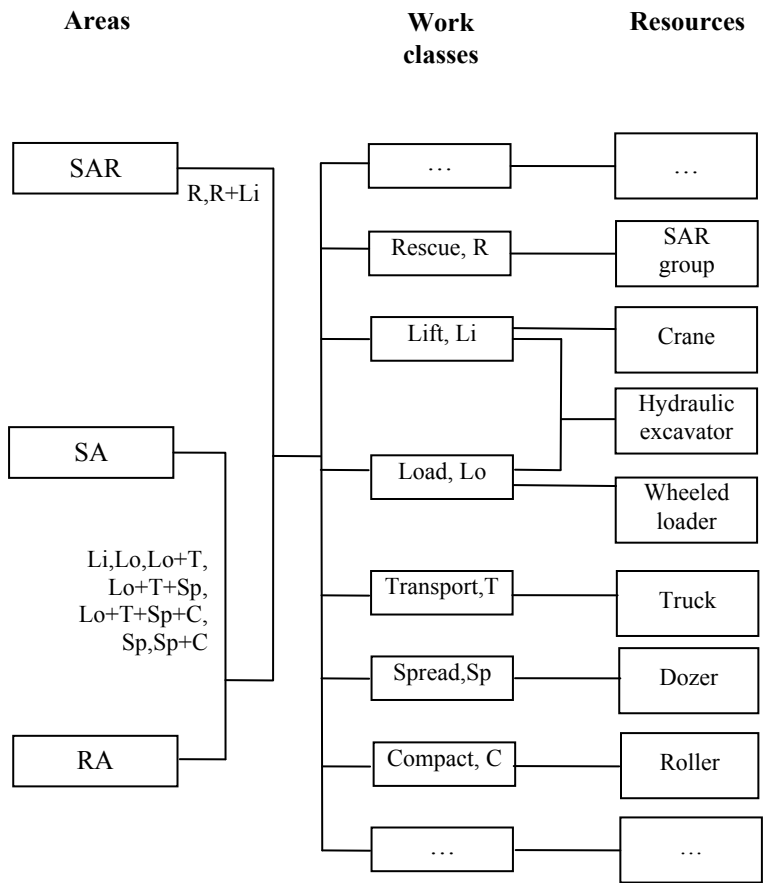 Areas
Work
classes
Resources
SAR
R,R+Li
SA
Li,Lo,Lo+T,
Lo+T+Sp,
Lo+T+Sp+C,
Sp,Sp+C
RA
…
Rescue, R
Lift, Li
Load, Lo
Transport,T
Spread,Sp
Compact, C
…
…
SAR
group
Crane
Hydraulic
excavator
Wheeled
loader
Truck
Dozer
Roller
…